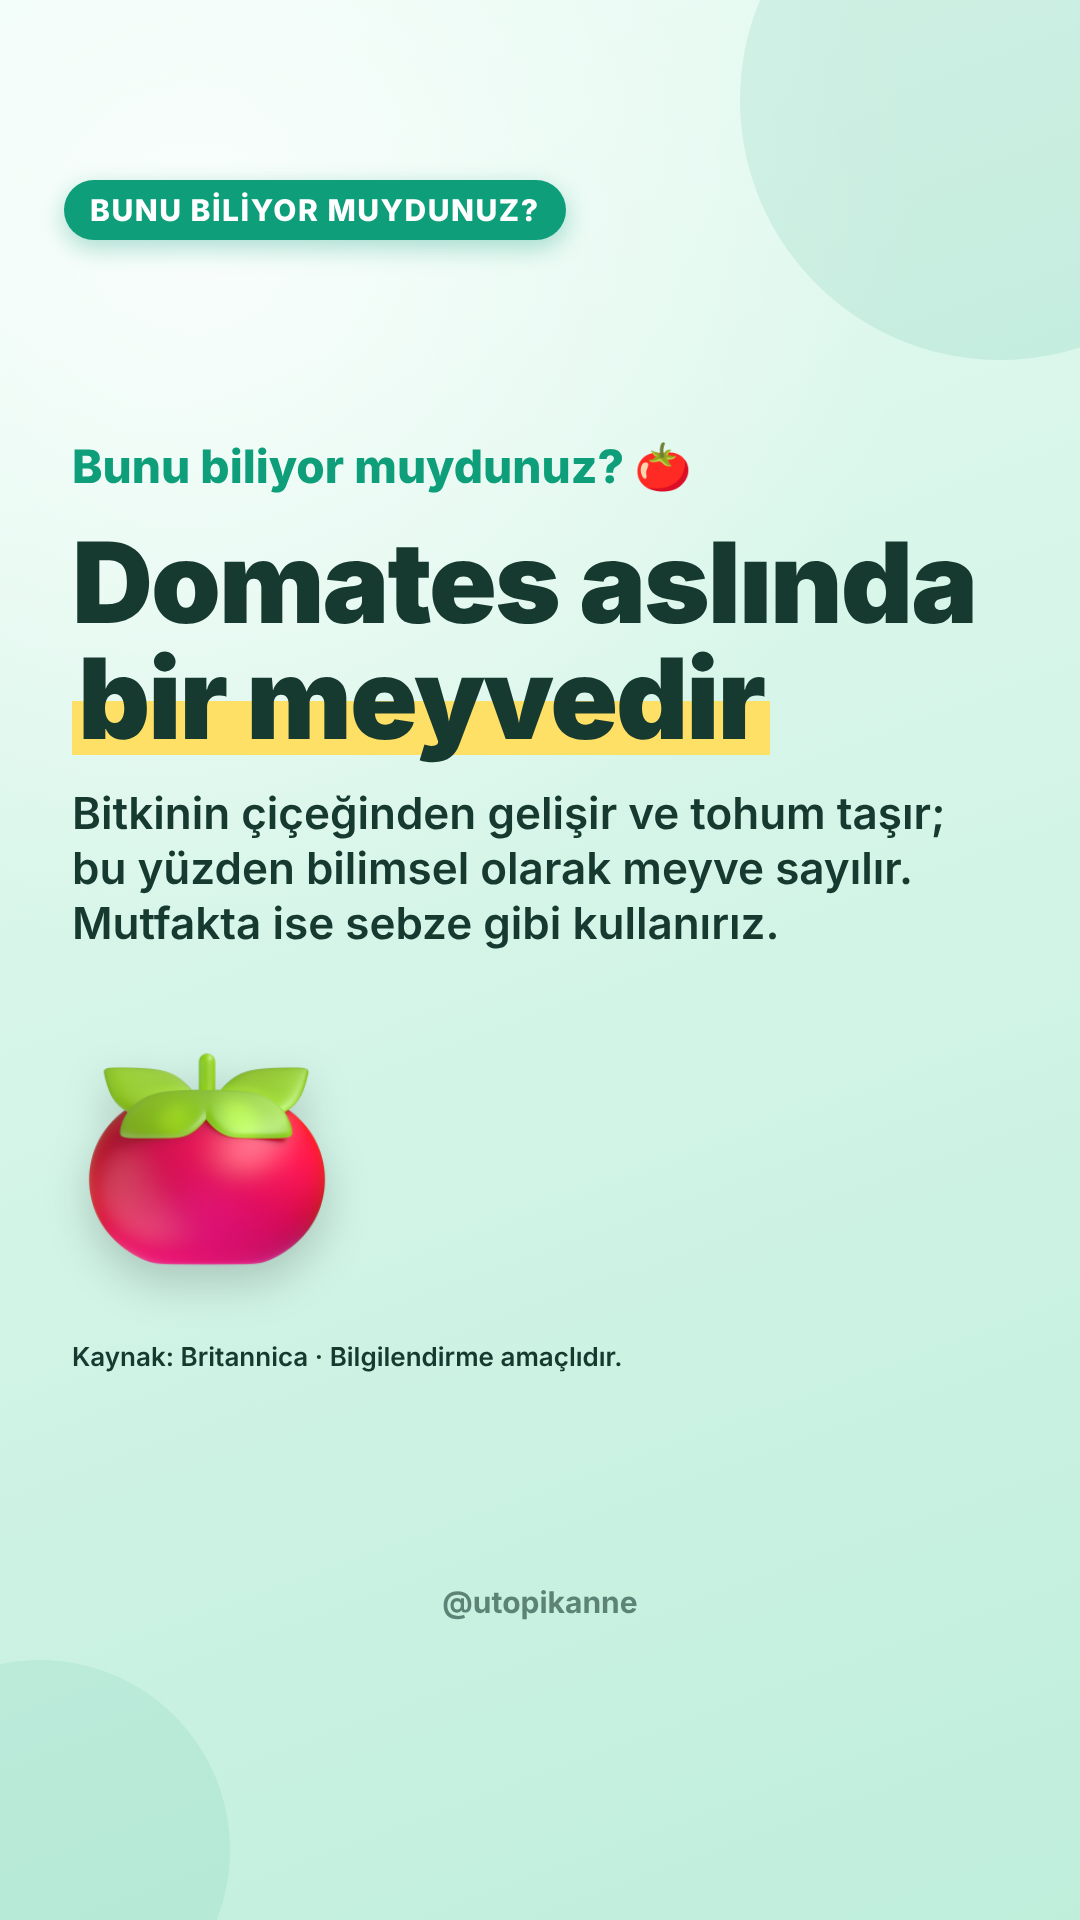 BUNU BİLİYOR MUYDUNUZ?
Bunu biliyor muydunuz? 🍅
Domates aslında
bir meyvedir
Bitkinin çiçeğinden gelişir ve tohum taşır;
bu yüzden bilimsel olarak meyve sayılır.
Mutfakta ise sebze gibi kullanırız.
Kaynak: Britannica · Bilgilendirme amaçlıdır.
@utopikanne